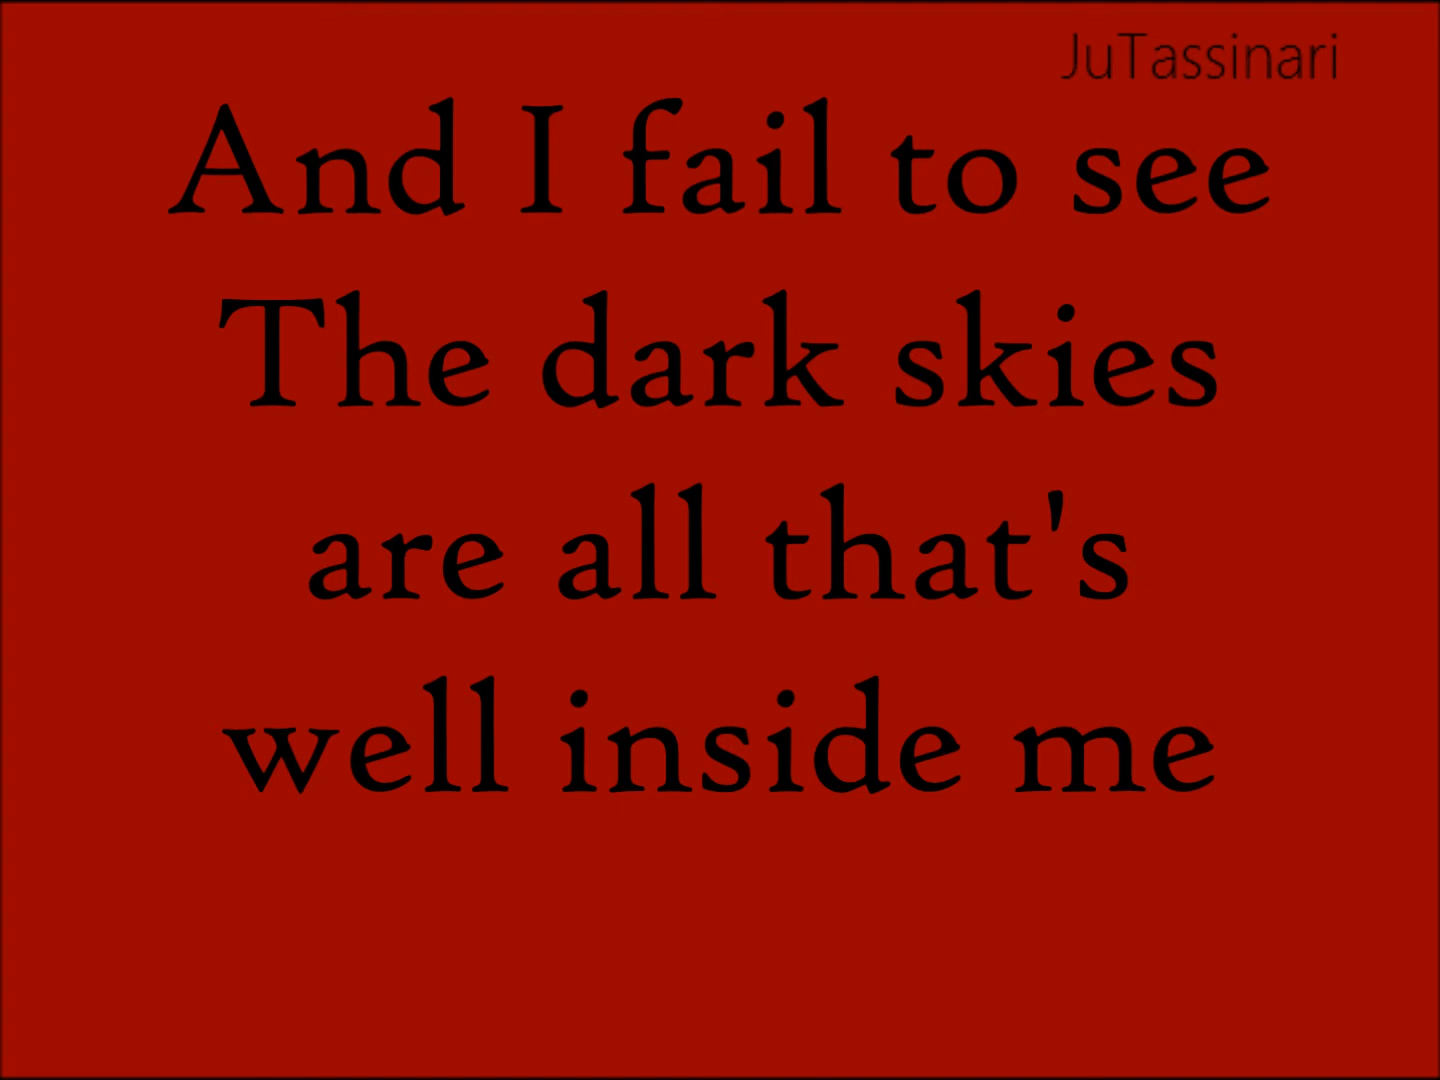 JuTassinari
And I fail to see
The dark skies
are all that's
well inside me